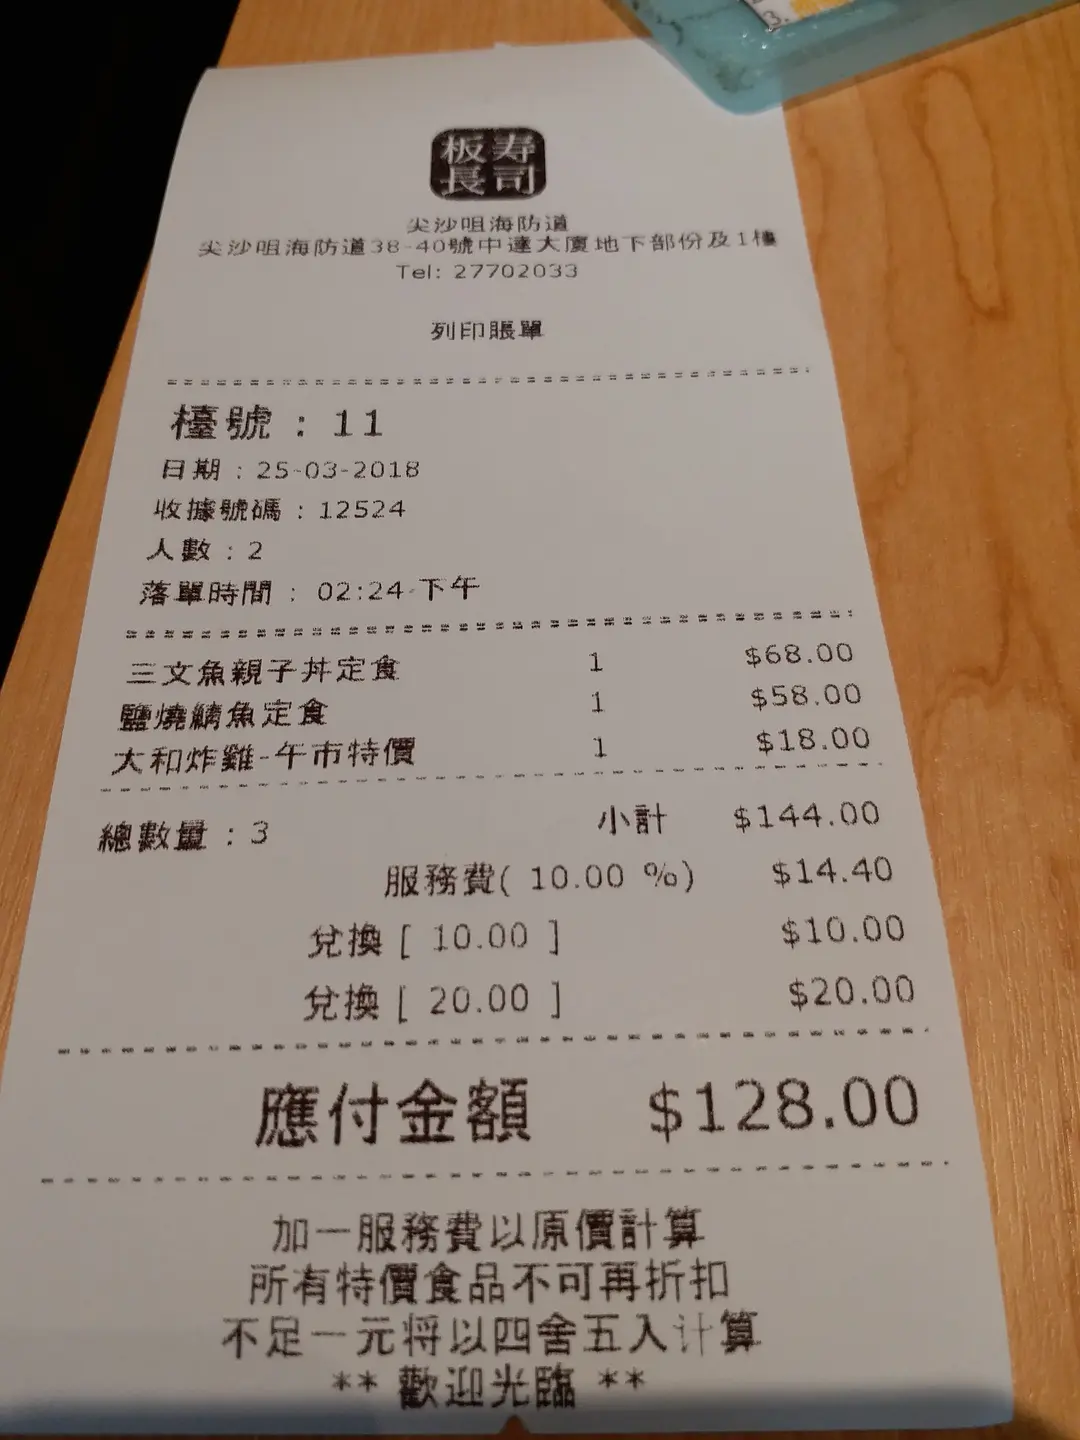 板寿
長司
尖沙咀海防道
尖沙咀海防道38-40號中達大廈地下部份及1樓
Tel: 27702033
列印賬單
檯號 : 11
日期 : 25-03-2018
收據號碼 : 12524
人數 : 2
落單時間 : 02:24 下午
三文魚親子丼定食 1 $68.00
鹽燒鯖魚定食 1 $58.00
大和炸雞-午市特價 1 $18.00
總數量 : 3 小計 $144.00
服務費( 10.00 %) $14.40
兌換 [ 10.00 ] $10.00
兌換 [ 20.00 ] $20.00
應付金額 $128.00
加一服務費以原價計算
所有特價食品不可再折扣
不足一元将以四舍五入计算
** 歡迎光臨 **
3.